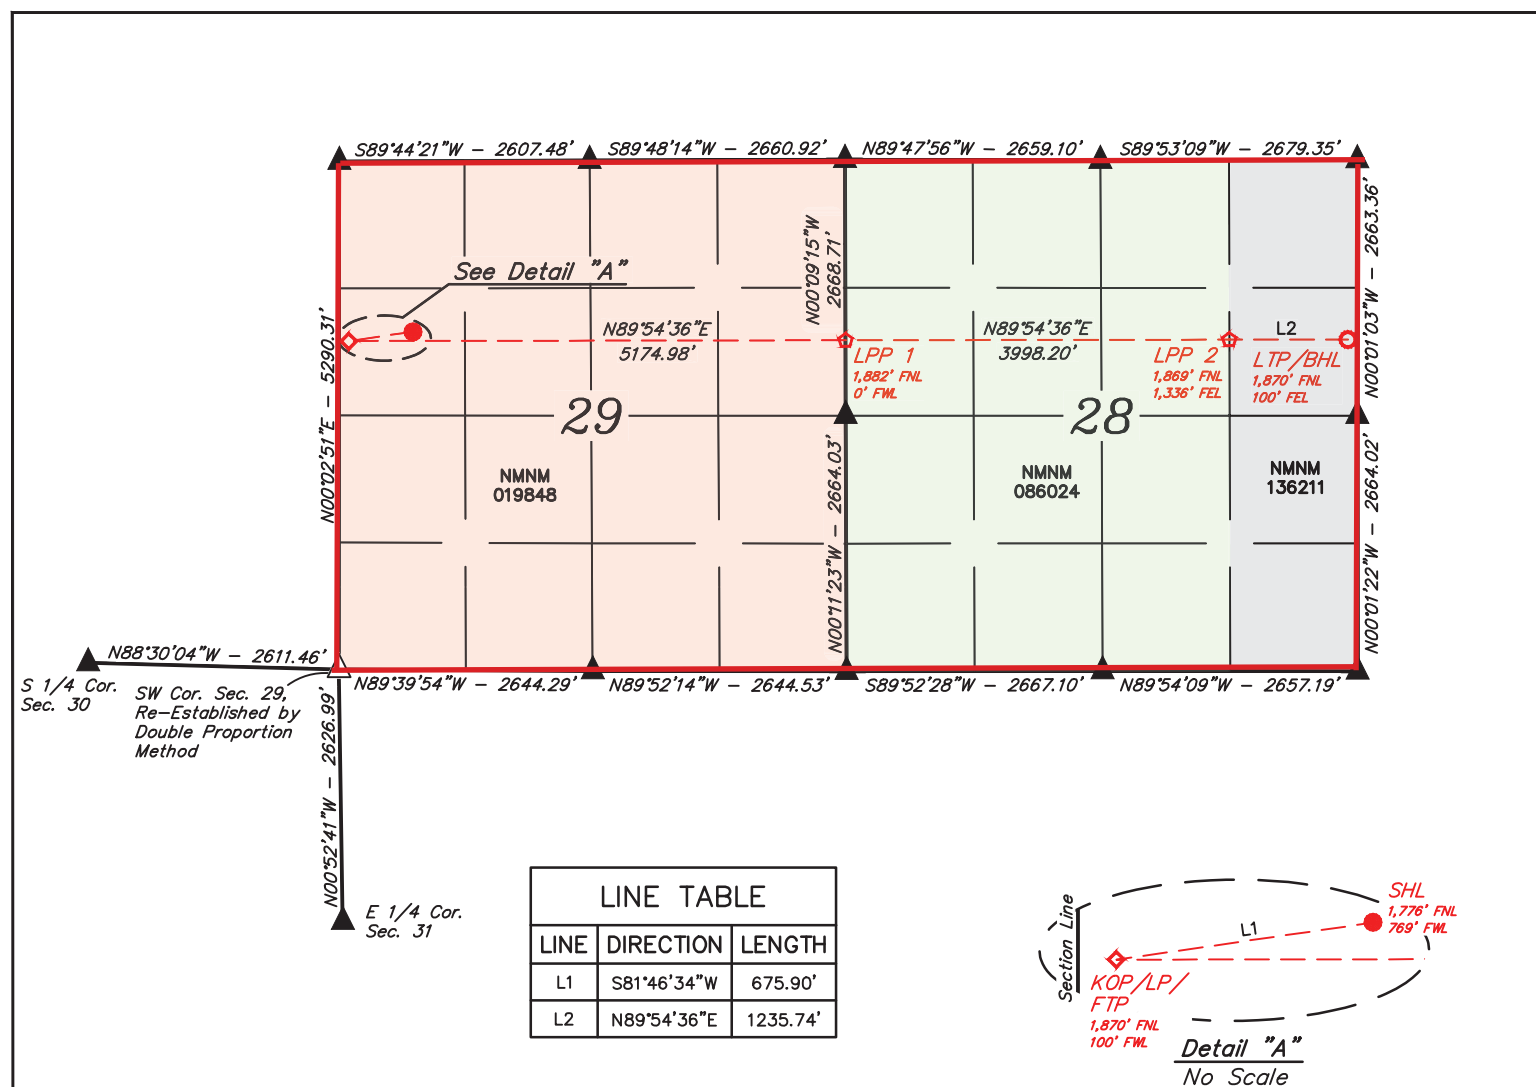 S89°44'21"W - 2607.48'
S89°48'14"W - 2660.92'
N89°47'56"W - 2659.10'
S89°53'09"W - 2679.35'
N00°02'51"E - 5290.31'
See Detail "A"
N00°09'15"W
2668.71'
N00°01'03"W - 2663.36'
N89°54'36"E
5174.98'
N89°54'36"E
3998.20'
L2
LPP 1
1,882' FNL
0' FWL
LPP 2
1,869' FNL
1,336' FEL
LTP/BHL
1,870' FNL
100' FEL
29
28
NMNM
019848
NMNM
086024
NMNM
136211
N00°11'23"W - 2664.03'
N00°01'22"W - 2664.02'
N88°30'04"W - 2611.46'
N89°39'54"W - 2644.29'
N89°52'14"W - 2644.53'
S89°52'28"W - 2667.10'
N89°54'09"W - 2657.19'
S 1/4 Cor.
Sec. 30
SW Cor. Sec. 29,
Re-Established by
Double Proportion
Method
N00°52'41"W - 2626.99'
E 1/4 Cor.
Sec. 31
LINE TABLE
LINE DIRECTION LENGTH
L1 S81°46'34"W 675.90'
L2 N89°54'36"E 1235.74'
Section Line
L1
SHL
1,776' FNL
769' FWL
KOP/LP/
FTP
1,870' FNL
100' FWL
Detail "A"
No Scale